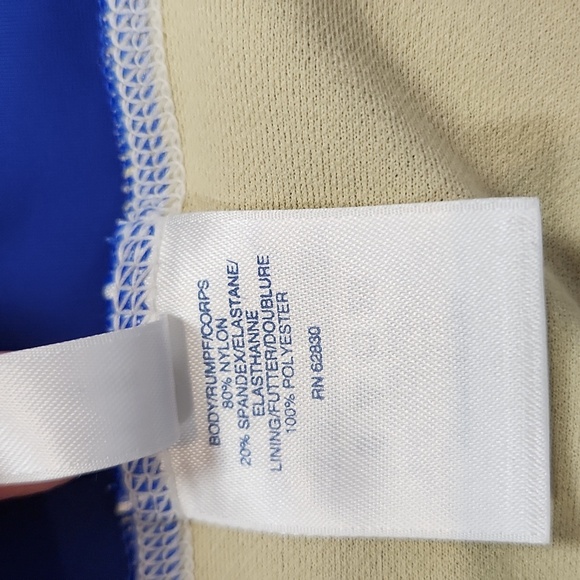 BODY/RUMPF/CORPS
80% NYLON
20% SPANDEX/ELASTANE/
ELASTHANNE
LINING/FUTTER/DOUBLURE
100% POLYESTER
RN 62830